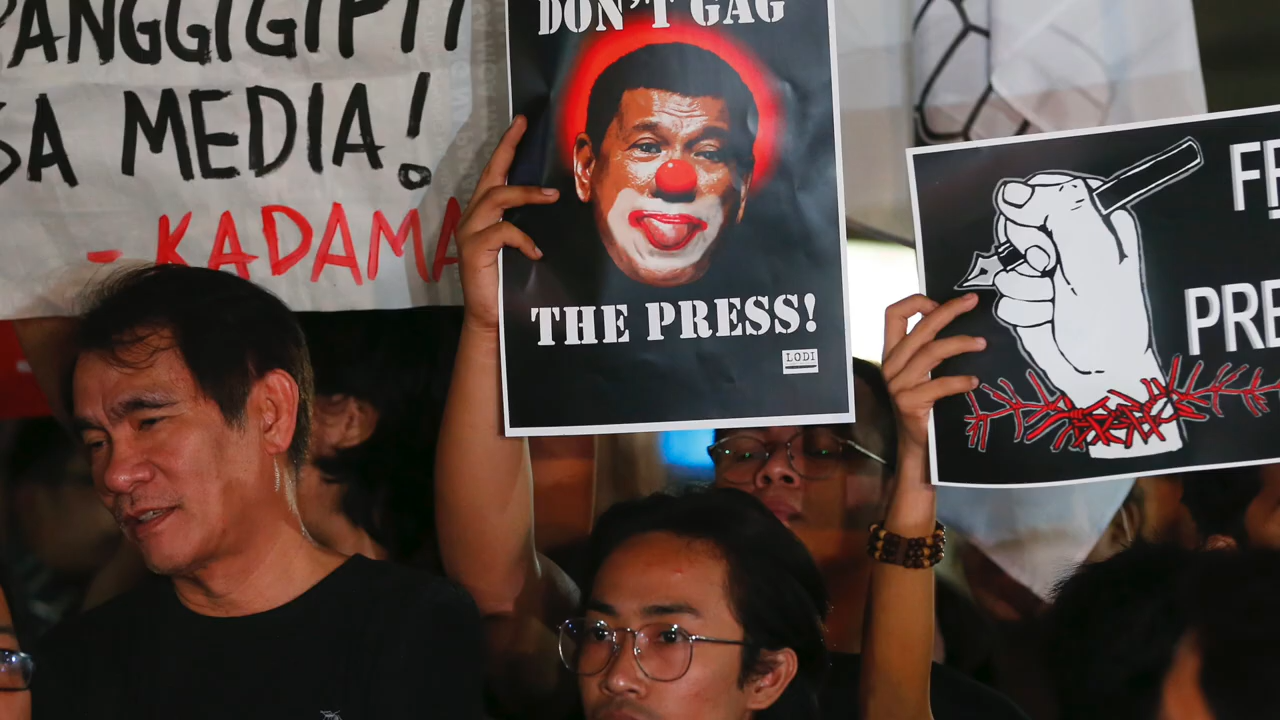 PANGGIGIPIT
SA MEDIA!
- KADAMA
DON'T GAG
THE PRESS!
LODI
PRE